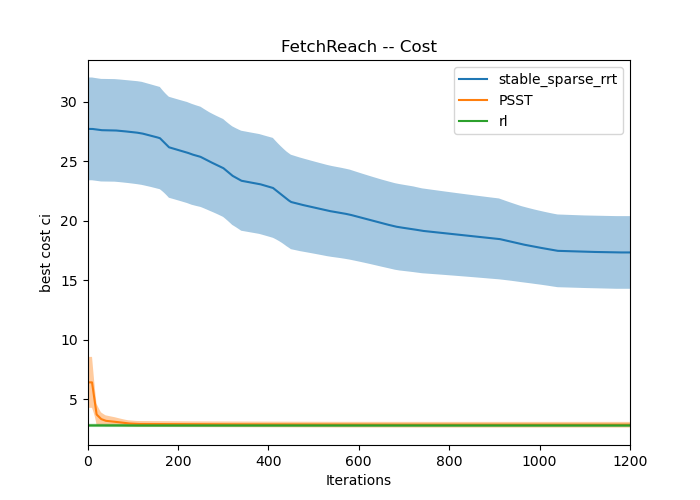 FetchReach -- Cost
stable_sparse_rrt
PSST
rl
best cost ci
30
25
20
15
10
5
0 200 400 600 800 1000 1200
Iterations